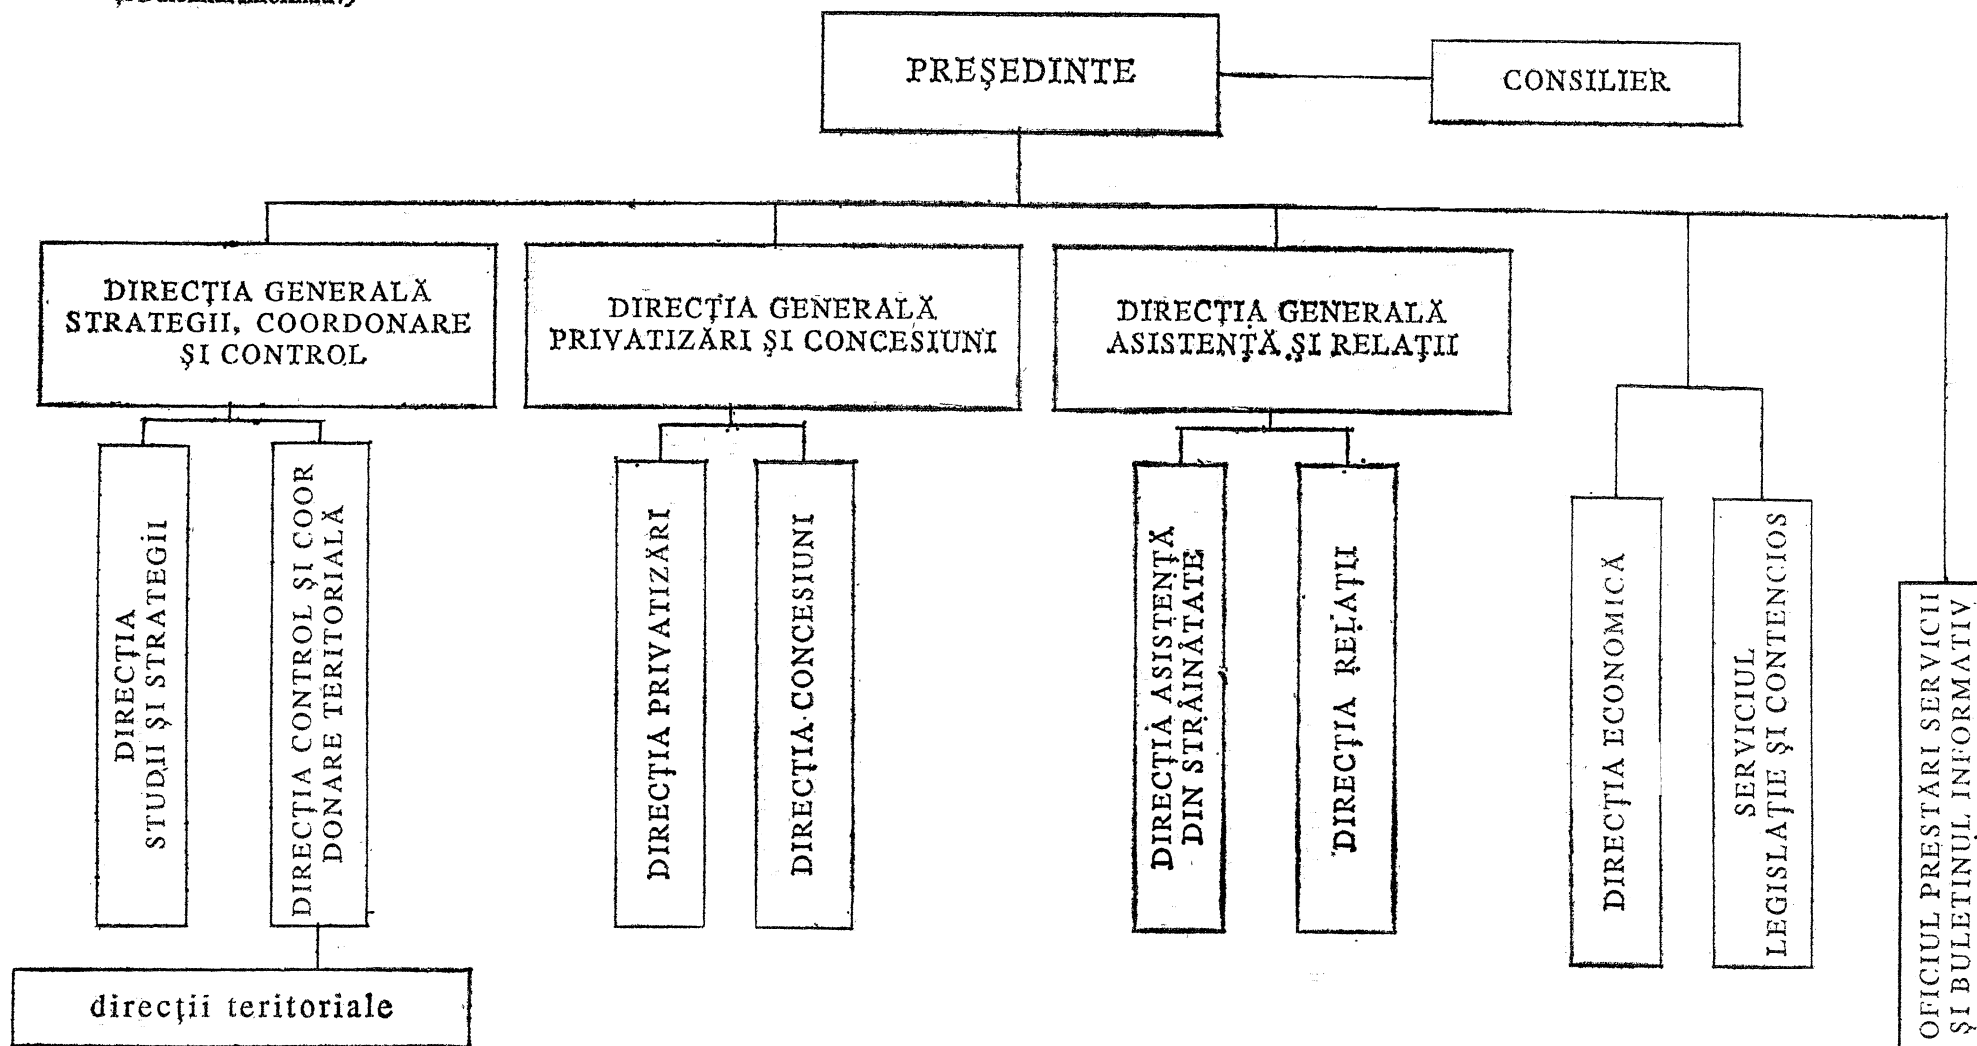 PREŞEDINTE
CONSILIER
DIRECŢIA GENERALĂ
STRATEGII, COORDONARE
ŞI CONTROL
DIRECŢIA GENERALĂ
PRIVATIZĂRI ŞI CONCESIUNI
DIRECŢIA GENERALĂ
ASISTENŢĂ ŞI RELAŢII
DIRECŢIA
STUDII ŞI STRATEGII
DIRECŢIA CONTROL ŞI COOR
DONARE TERITORIALĂ
DIRECŢIA PRIVATIZĂRI
DIRECŢIA CONCESIUNI
DIRECŢIA ASISTENŢĂ
DIN STRĂINĂTATE
DIRECŢIA RELAŢII
DIRECŢIA ECONOMICĂ
SERVICIUL
LEGISLAŢIE ŞI CONTENCIOS
OFICIUL PRESTĂRI SERVICII
ŞI BULETINUL INFORMATIV
direcţii teritoriale